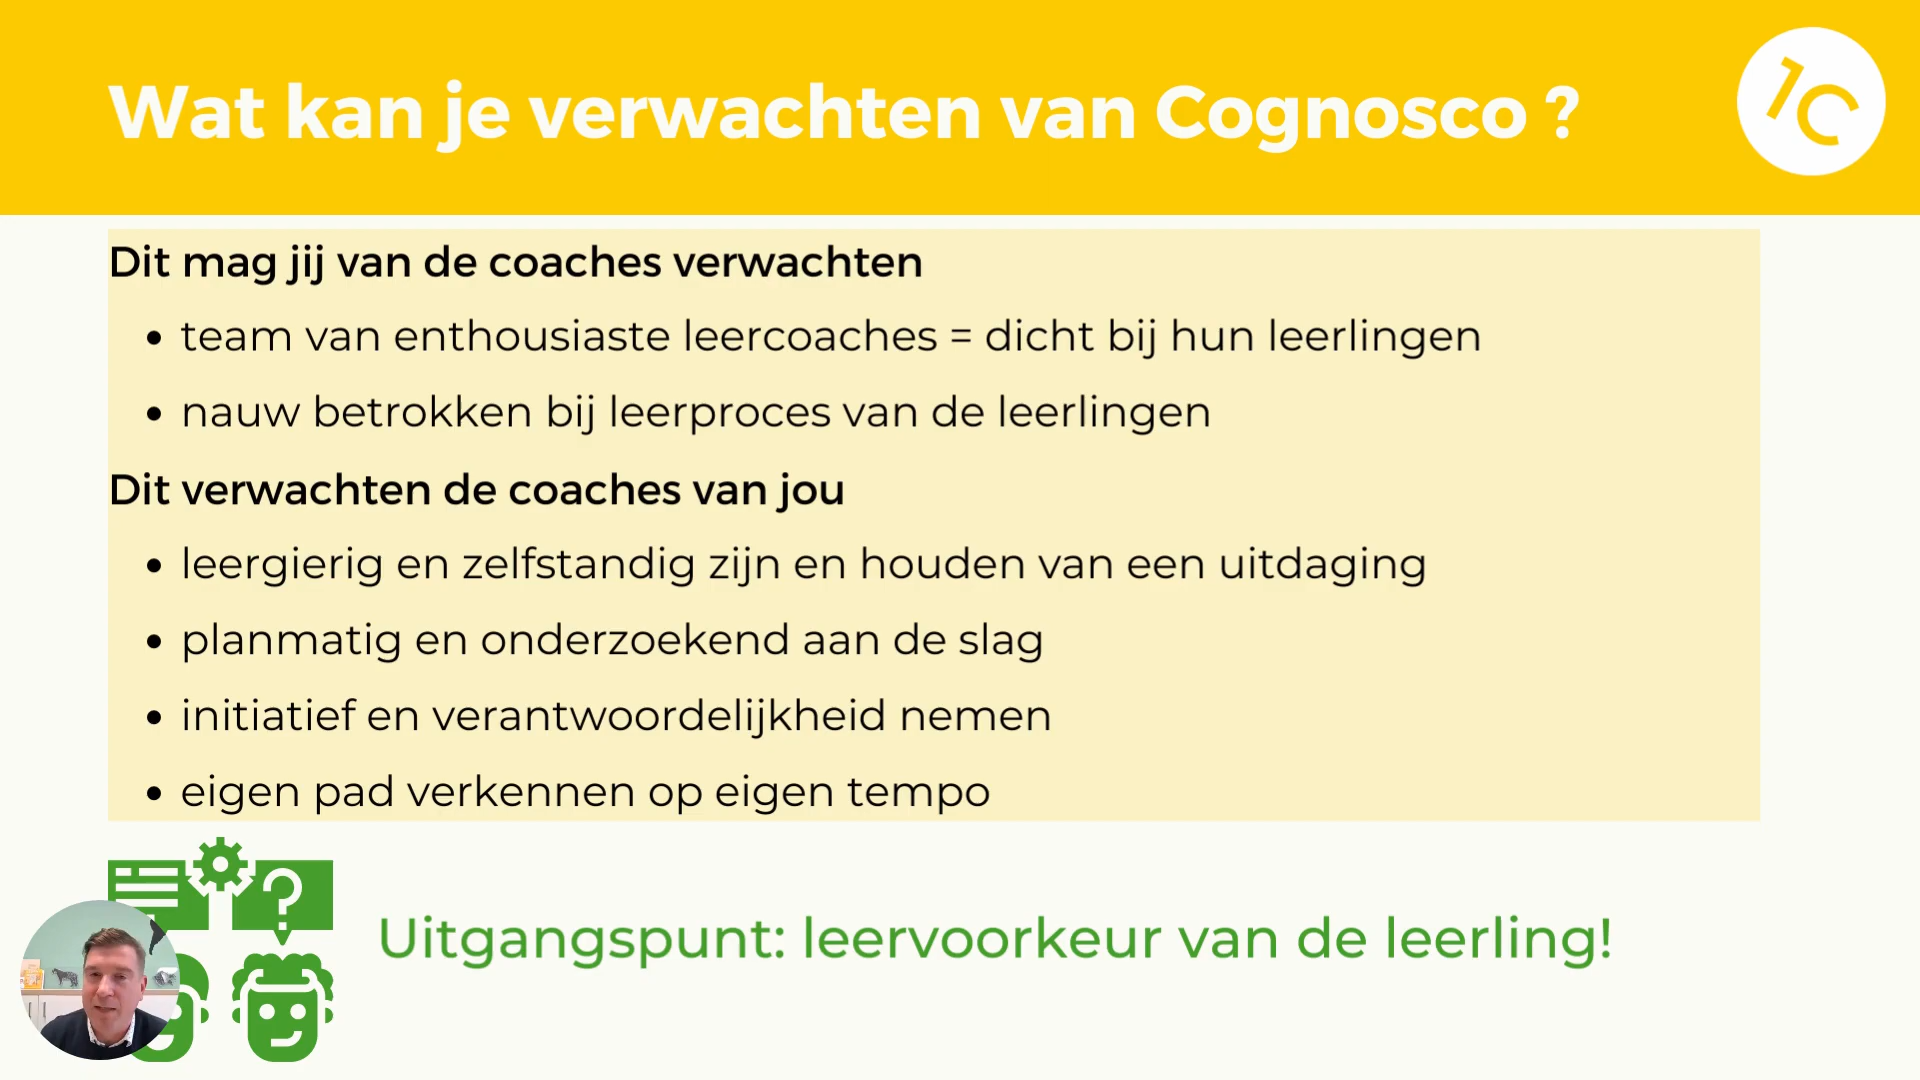 Wat kan je verwachten van Cognosco ?
1C
Dit mag jij van de coaches verwachten
• team van enthousiaste leercoaches = dicht bij hun leerlingen
• nauw betrokken bij leerproces van de leerlingen
Dit verwachten de coaches van jou
• leergierig en zelfstandig zijn en houden van een uitdaging
• planmatig en onderzoekend aan de slag
• initiatief en verantwoordelijkheid nemen
• eigen pad verkennen op eigen tempo
?
Uitgangspunt: leervoorkeur van de leerling!